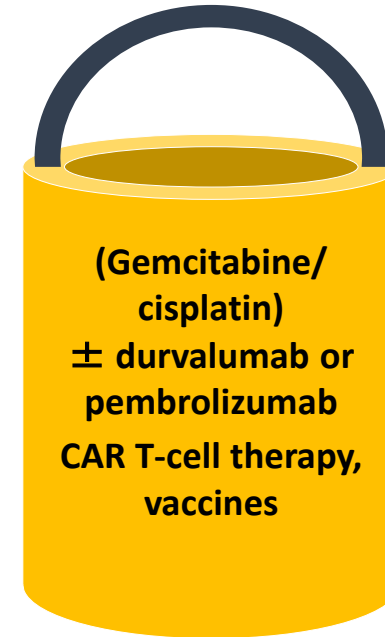 (Gemcitabine/
cisplatin)
± durvalumab or
pembrolizumab
CAR T-cell therapy,
vaccines